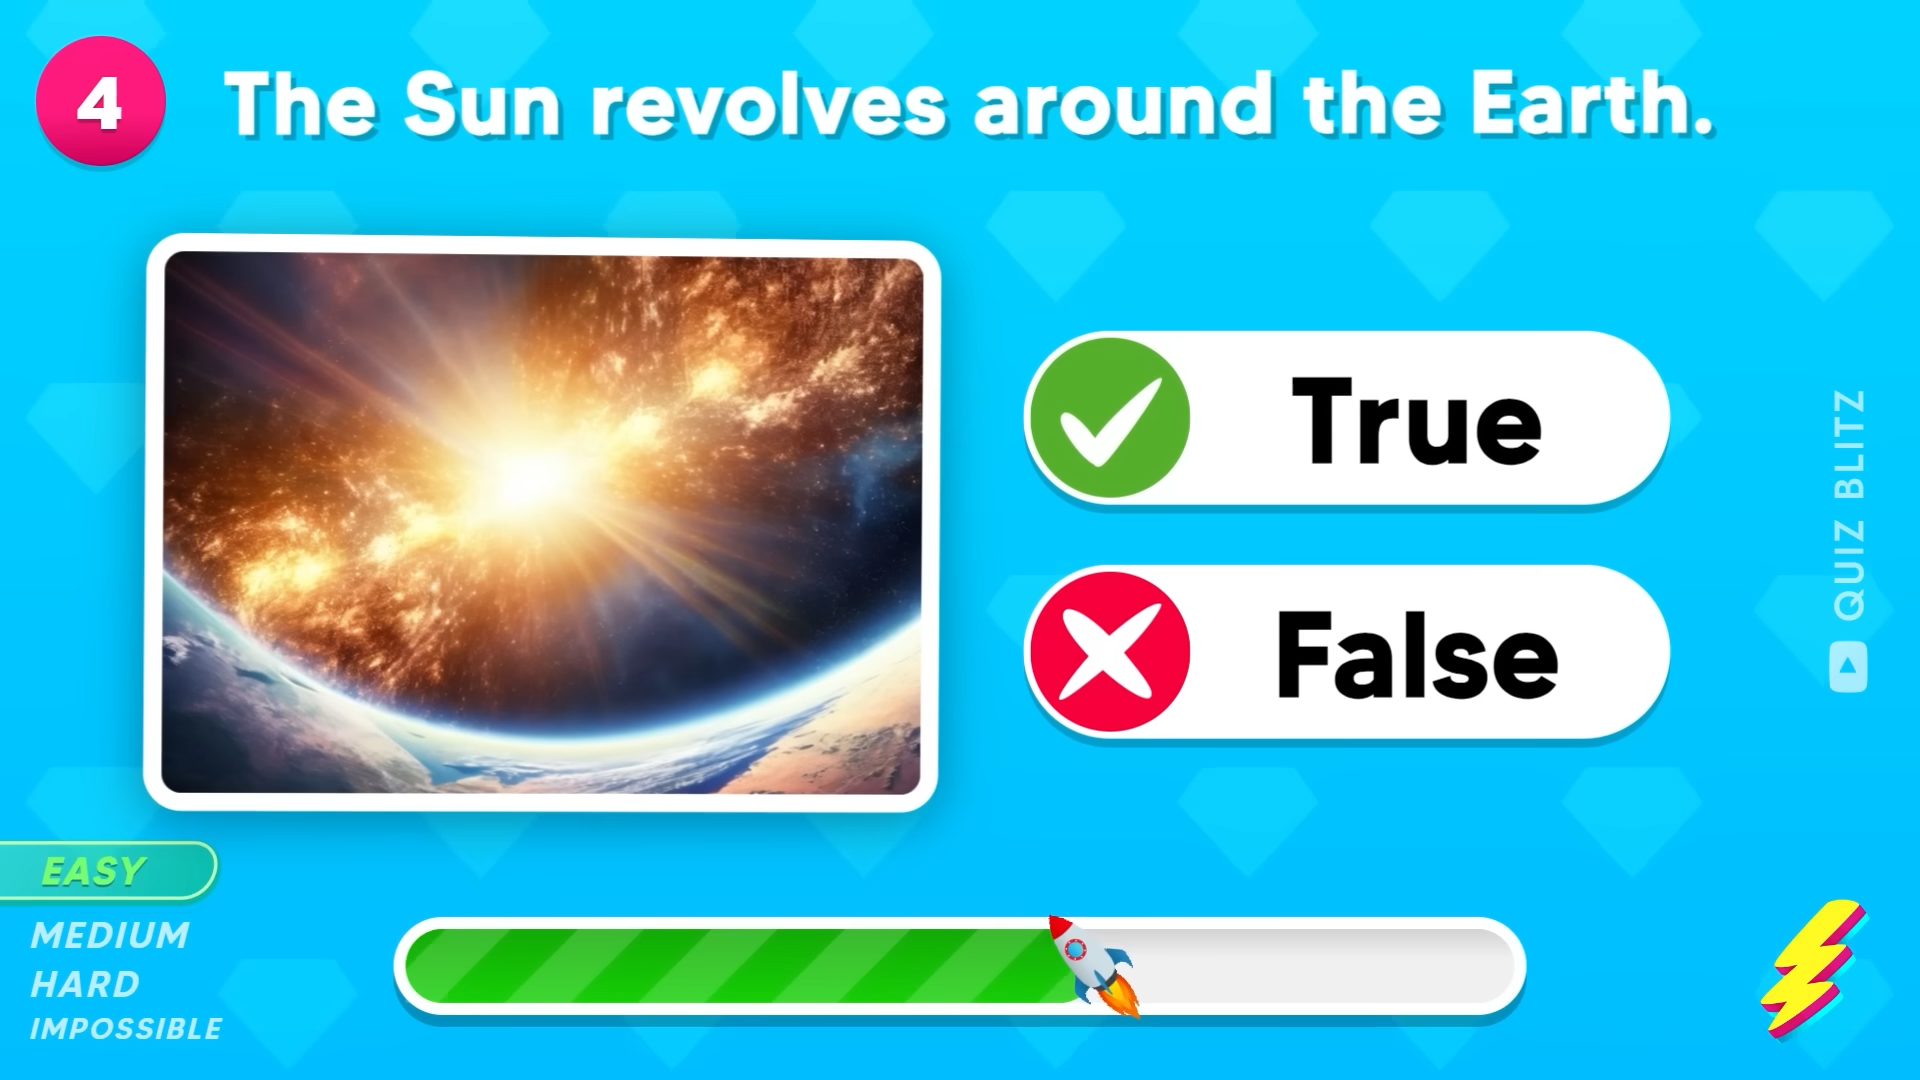 4
The Sun revolves around the Earth.
True
False
QUIZ BLITZ
EASY
MEDIUM
HARD
IMPOSSIBLE